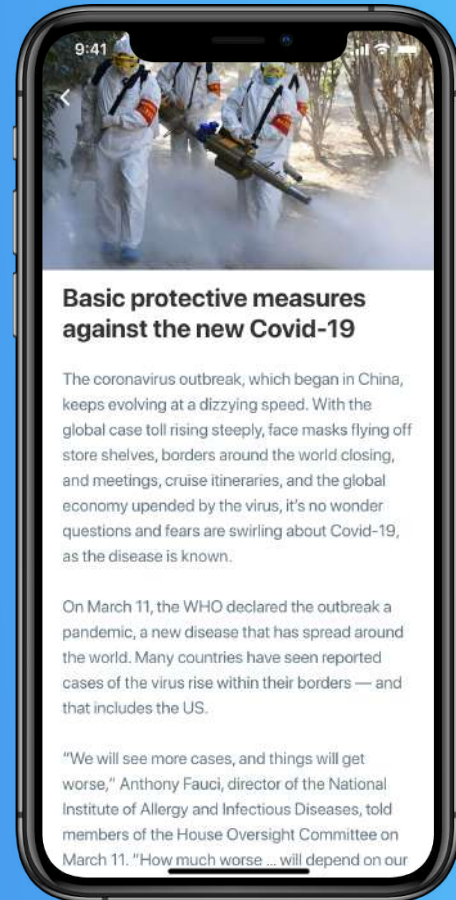 9:41
Basic protective measures
against the new Covid-19
The coronavirus outbreak, which began in China,
keeps evolving at a dizzying speed. With the
global case toll rising steeply, face masks flying off
store shelves, borders around the world closing,
and meetings, cruise itineraries, and the global
economy upended by the virus, it's no wonder
questions and fears are swirling about Covid-19,
as the disease is known.
On March 11, the WHO declared the outbreak a
pandemic, a new disease that has spread around
the world. Many countries have seen reported
cases of the virus rise within their borders — and
that includes the US.
"We will see more cases, and things will get
worse," Anthony Fauci, director of the National
Institute of Allergy and Infectious Diseases, told
members of the House Oversight Committee on
March 11. "How much worse ... will depend on our